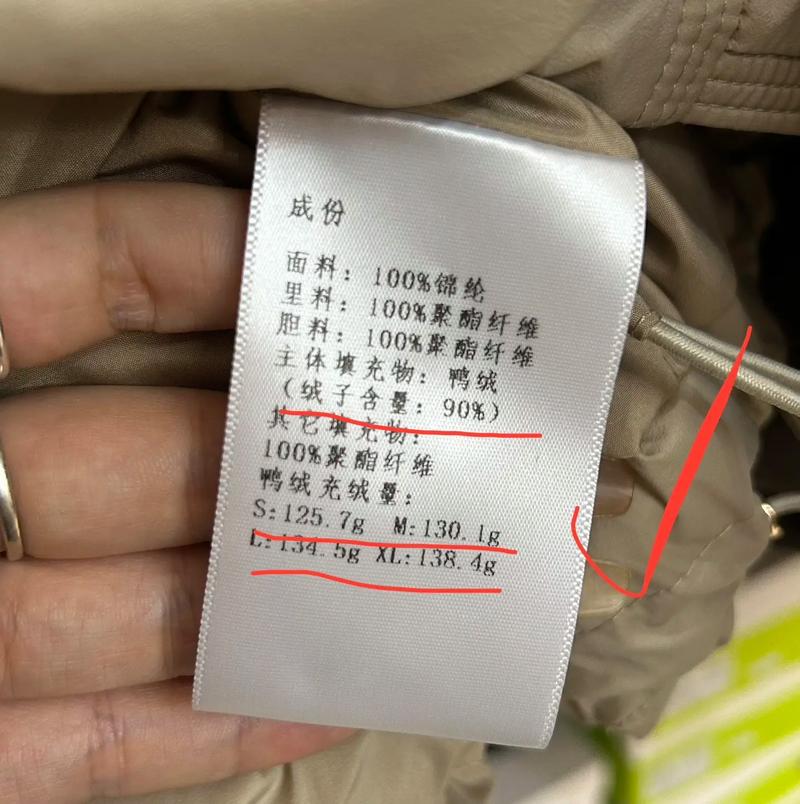 成份
面料: 100%锦纶
里料: 100%聚酯纤维
胆料: 100%聚酯纤维
主体填充物: 鸭绒
(绒子含量: 90%)
其它填充物:
100%聚酯纤维
鸭绒充绒量:
S:125.7g M:130.1g
L:134.5g XL:138.4g